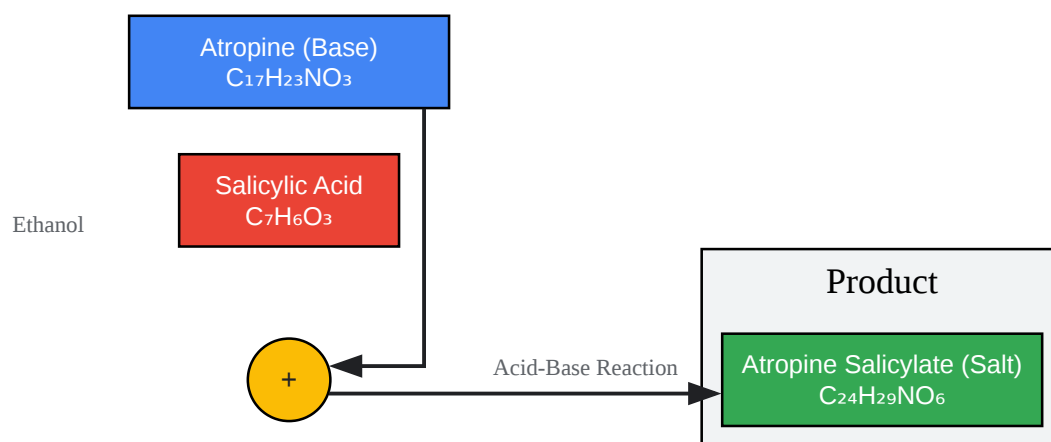 Atropine (Base)
C₁₇H₂₃NO₃
Salicylic Acid
C₇H₆O₃
Ethanol
Product
+
Acid-Base Reaction
Atropine Salicylate (Salt)
C₂₄H₂₉NO₆